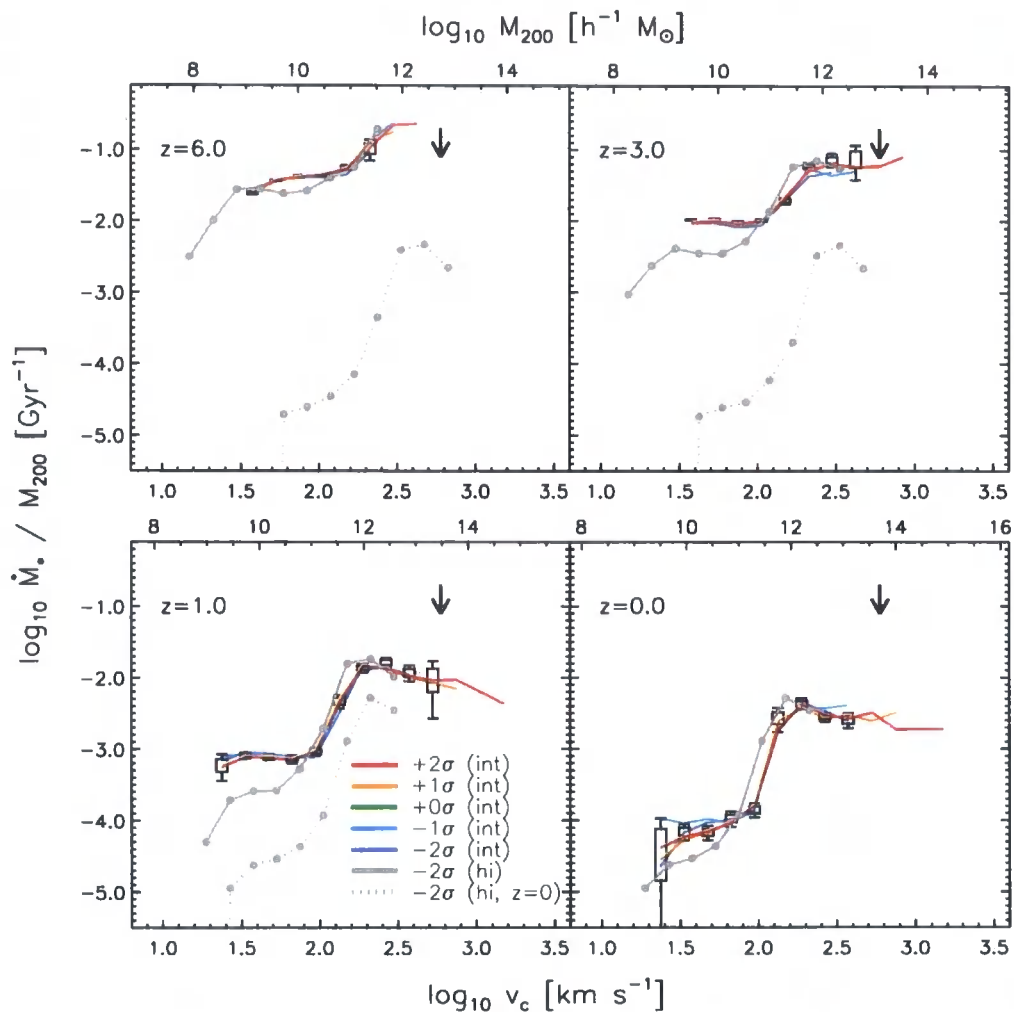 log₁₀ M₂₀₀ [h⁻¹ M☉]
8 10 12 14
8 10 12 14
z=6.0
z=3.0
-1.0
-2.0
-3.0
-4.0
-5.0
1.0 1.5 2.0 2.5 3.0 3.5
1.0 1.5 2.0 2.5 3.0 3.5
log₁₀ Ṁ* / M₂₀₀ [Gyr⁻¹]
8 10 12 14 16
8 10 12 14 16
z=1.0
z=0.0
-1.0
-2.0
-3.0
-4.0
-5.0
+2σ (int)
+1σ (int)
+0σ (int)
-1σ (int)
-2σ (int)
-2σ (hi)
-2σ (hi, z=0)
1.0 1.5 2.0 2.5 3.0
1.0 1.5 2.0 2.5 3.0 3.5
log₁₀ v_c [km s⁻¹]